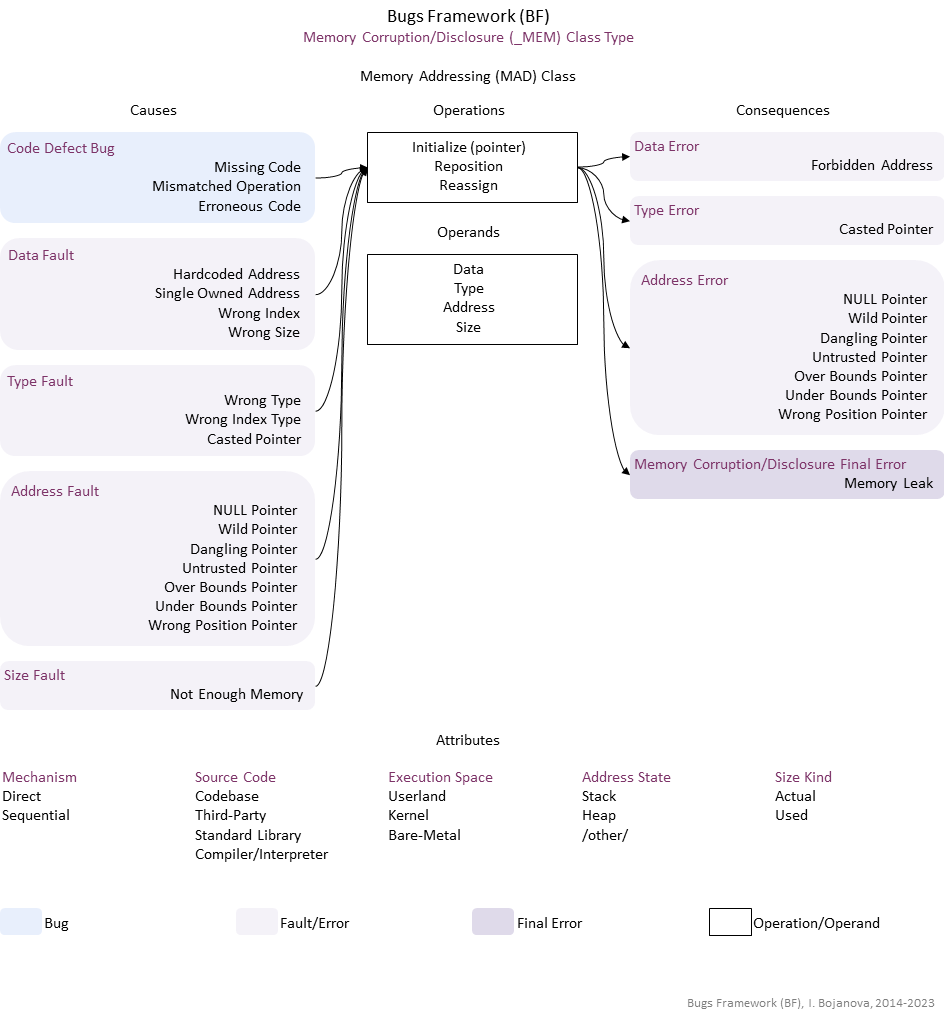 Bugs Framework (BF)
Memory Corruption/Disclosure (_MEM) Class Type
Memory Addressing (MAD) Class
Causes
Code Defect Bug
Missing Code
Mismatched Operation
Erroneous Code
Data Fault
Hardcoded Address
Single Owned Address
Wrong Index
Wrong Size
Type Fault
Wrong Type
Wrong Index Type
Casted Pointer
Address Fault
NULL Pointer
Wild Pointer
Dangling Pointer
Untrusted Pointer
Over Bounds Pointer
Under Bounds Pointer
Wrong Position Pointer
Size Fault
Not Enough Memory
Operations
Initialize (pointer)
Reposition
Reassign
Operands
Data
Type
Address
Size
Consequences
Data Error
Forbidden Address
Type Error
Casted Pointer
Address Error
NULL Pointer
Wild Pointer
Dangling Pointer
Untrusted Pointer
Over Bounds Pointer
Under Bounds Pointer
Wrong Position Pointer
Memory Corruption/Disclosure Final Error
Memory Leak
Attributes
Mechanism
Direct
Sequential
Source Code
Codebase
Third-Party
Standard Library
Compiler/Interpreter
Execution Space
Userland
Kernel
Bare-Metal
Address State
Stack
Heap
/other/
Size Kind
Actual
Used
Bug
Fault/Error
Final Error
Operation/Operand
Bugs Framework (BF), I. Bojanova, 2014-2023